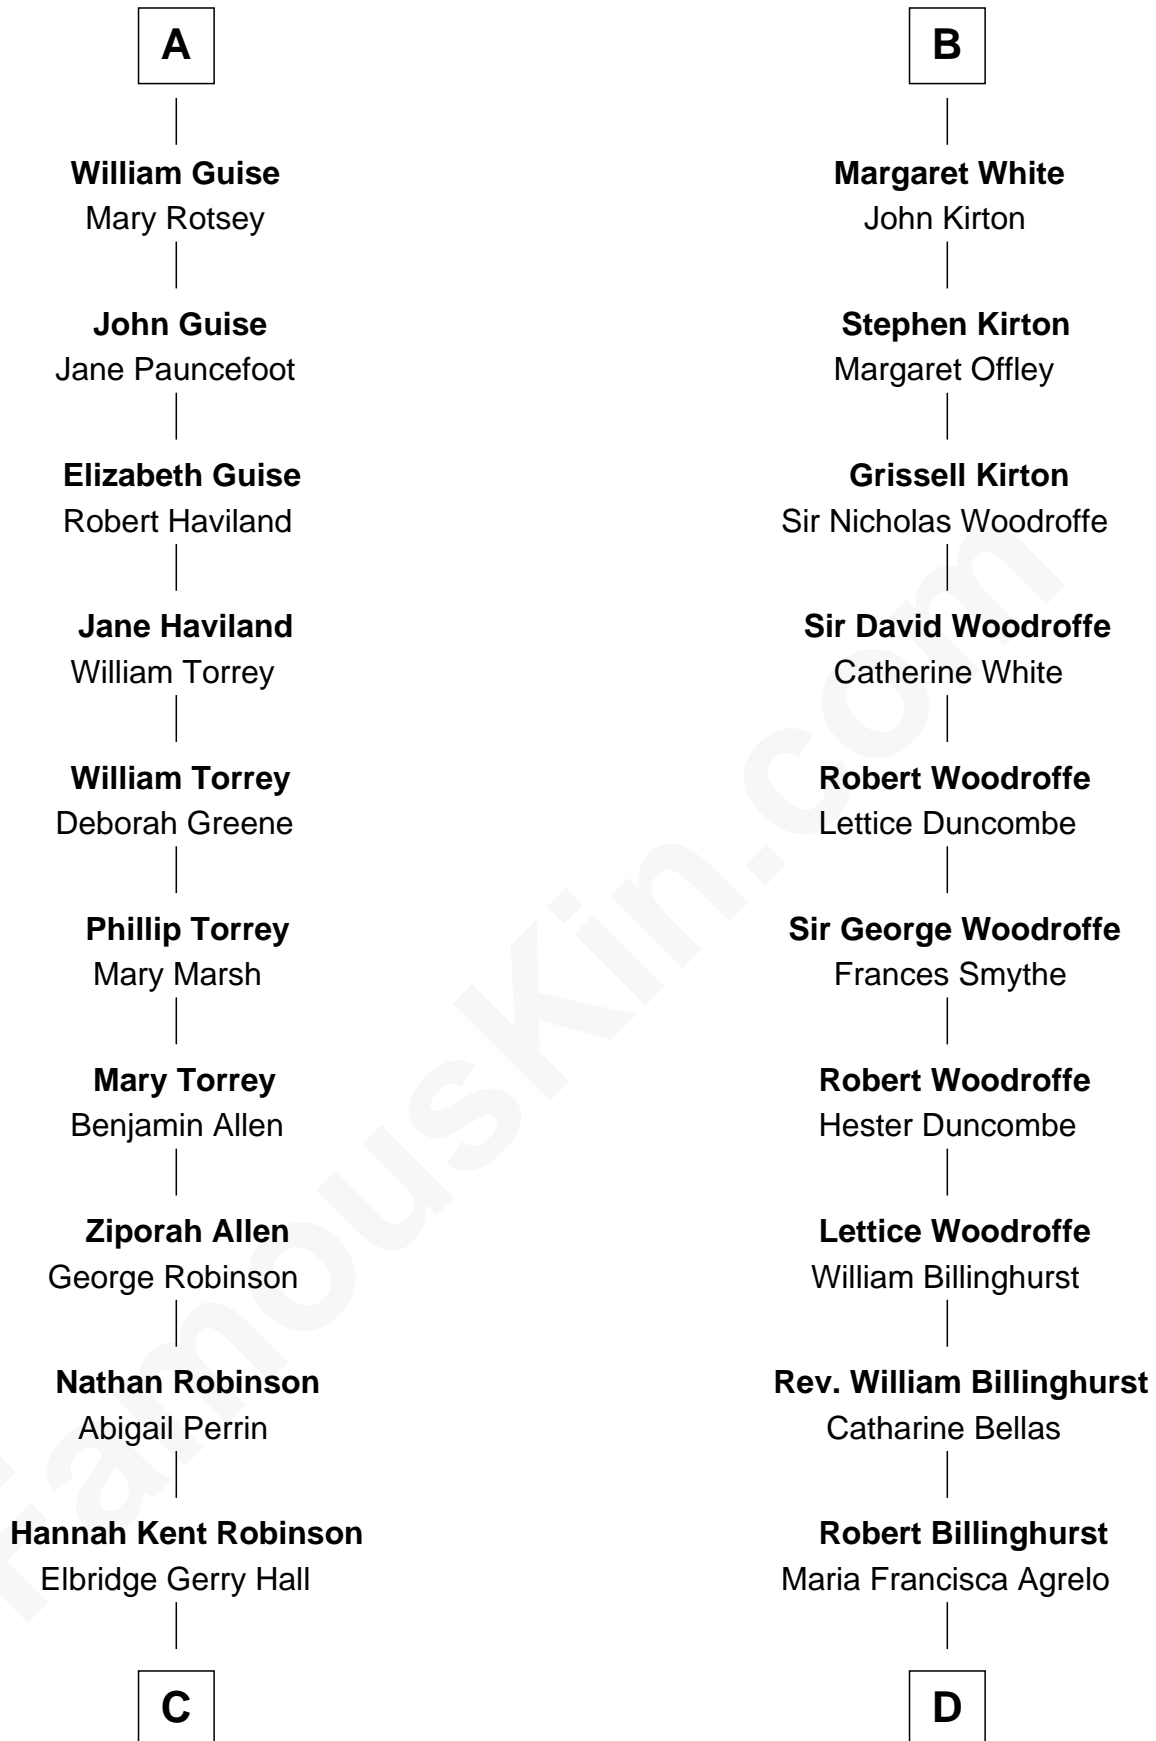 A
William Guise
Mary Rotsey
John Guise
Jane Pauncefoot
Elizabeth Guise
Robert Haviland
Jane Haviland
William Torrey
William Torrey
Deborah Greene
Phillip Torrey
Mary Marsh
Mary Torrey
Benjamin Allen
Ziporah Allen
George Robinson
Nathan Robinson
Abigail Perrin
Hannah Kent Robinson
Elbridge Gerry Hall
C
B
Margaret White
John Kirton
Stephen Kirton
Margaret Offley
Grissell Kirton
Sir Nicholas Woodroffe
Sir David Woodroffe
Catherine White
Robert Woodroffe
Lettice Duncombe
Sir George Woodroffe
Frances Smythe
Robert Woodroffe
Hester Duncombe
Lettice Woodroffe
William Billinghurst
Rev. William Billinghurst
Catharine Bellas
Robert Billinghurst
Maria Francisca Agrelo
D
FamousKin.com